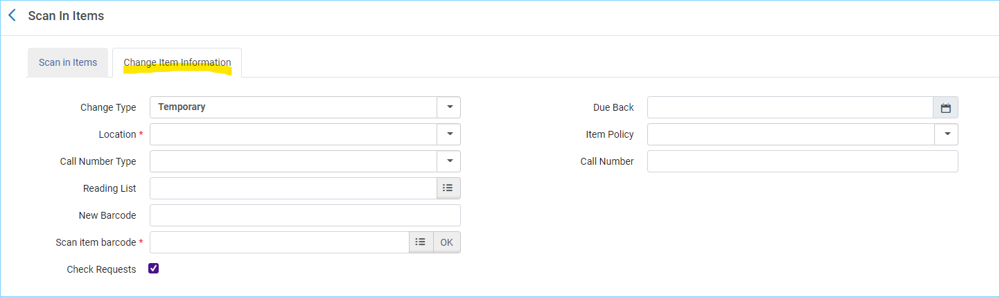 Scan In Items
Scan in Items Change Item Information
Change Type Temporary Due Back
Location * Item Policy
Call Number Type Call Number
Reading List
New Barcode
Scan item barcode * OK
Check Requests